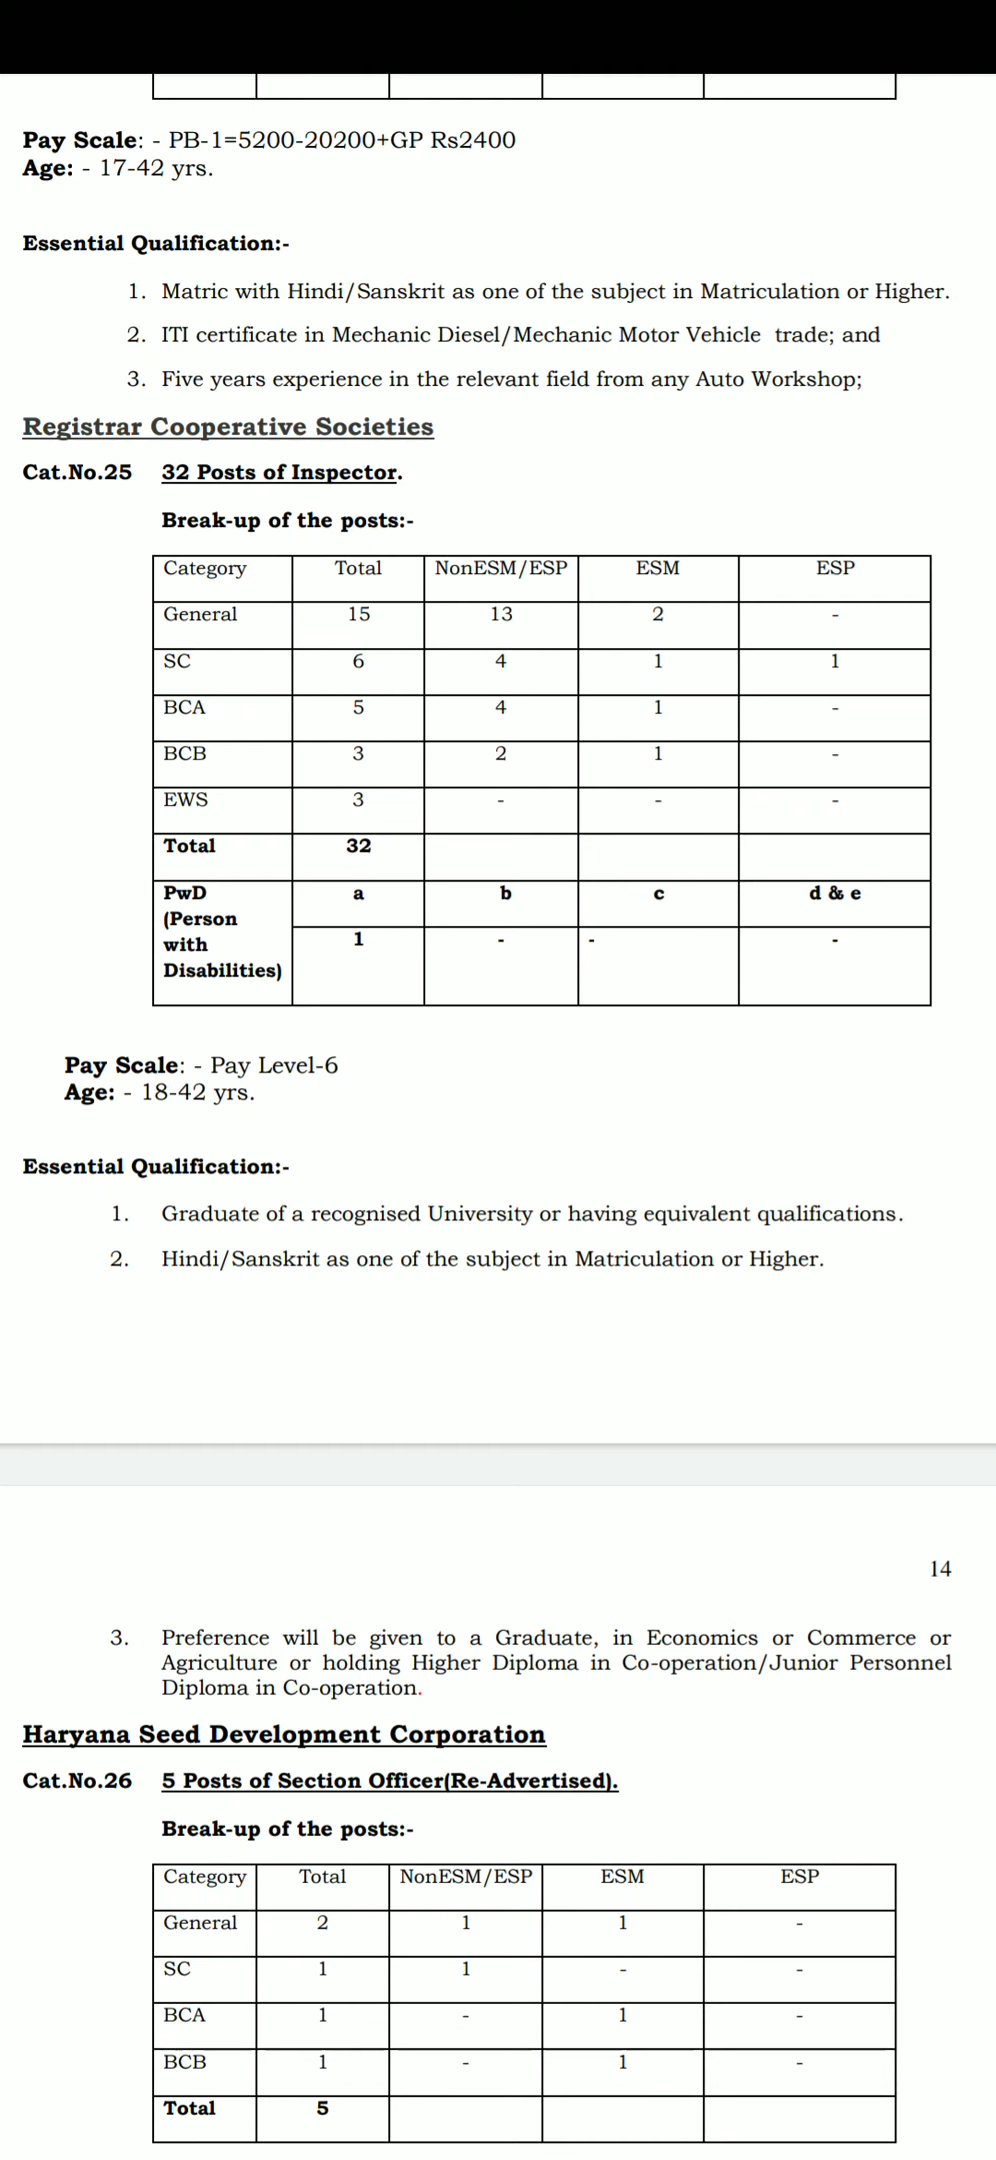 Pay Scale: - PB-1=5200-20200+GP Rs2400
Age: - 17-42 yrs.
Essential Qualification:-
1. Matric with Hindi/Sanskrit as one of the subject in Matriculation or Higher.
2. ITI certificate in Mechanic Diesel/Mechanic Motor Vehicle trade; and
3. Five years experience in the relevant field from any Auto Workshop;
Registrar Cooperative Societies
Cat.No.25 32 Posts of Inspector.
Break-up of the posts:-
Category Total NonESM/ESP ESM ESP
General 15 13 2 -
SC 6 4 1 1
BCA 5 4 1 -
BCB 3 2 1 -
EWS 3 - - -
Total 32
PwD a b c d & e
(Person
with 1 - - -
Disabilities)
Pay Scale: - Pay Level-6
Age: - 18-42 yrs.
Essential Qualification:-
1. Graduate of a recognised University or having equivalent qualifications.
2. Hindi/Sanskrit as one of the subject in Matriculation or Higher.
14
3. Preference will be given to a Graduate, in Economics or Commerce or
Agriculture or holding Higher Diploma in Co-operation/Junior Personnel
Diploma in Co-operation.
Haryana Seed Development Corporation
Cat.No.26 5 Posts of Section Officer(Re-Advertised).
Break-up of the posts:-
Category Total NonESM/ESP ESM ESP
General 2 1 1 -
SC 1 1 - -
BCA 1 - 1 -
BCB 1 - 1 -
Total 5